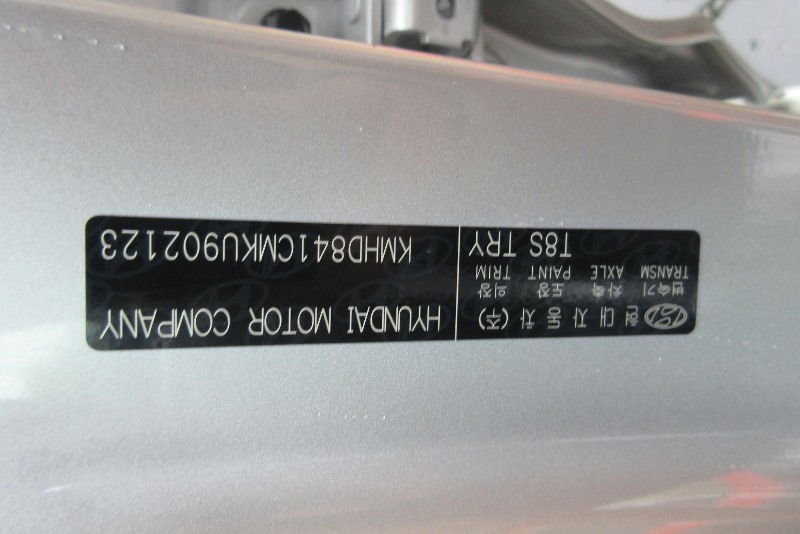 현대자동차(주)
변속기 차축 도장 의장
TRANSM AXLE PAINT TRIM
T8S TRY
HYUNDAI MOTOR COMPANY
KMHD841CMKU902123